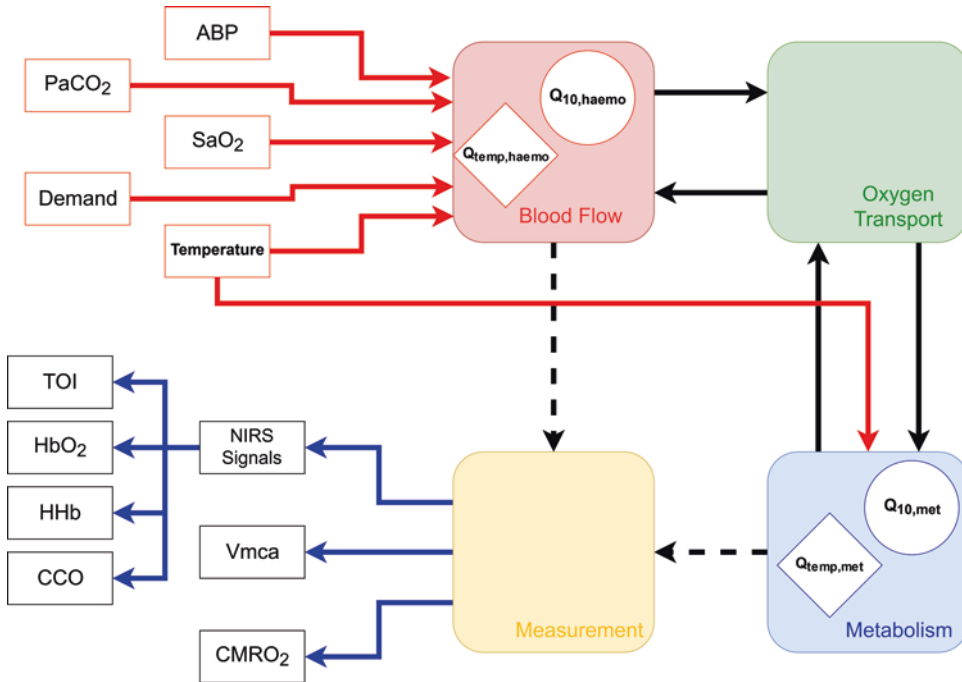 ABP
PaCO₂
SaO₂
Demand
Temperature
Q₁₀,haemo
Qtemp,haemo
Blood Flow
Oxygen
Transport
TOI
HbO₂
HHb
CCO
NIRS
Signals
Vmca
CMRO₂
Measurement
Q₁₀,met
Qtemp,met
Metabolism